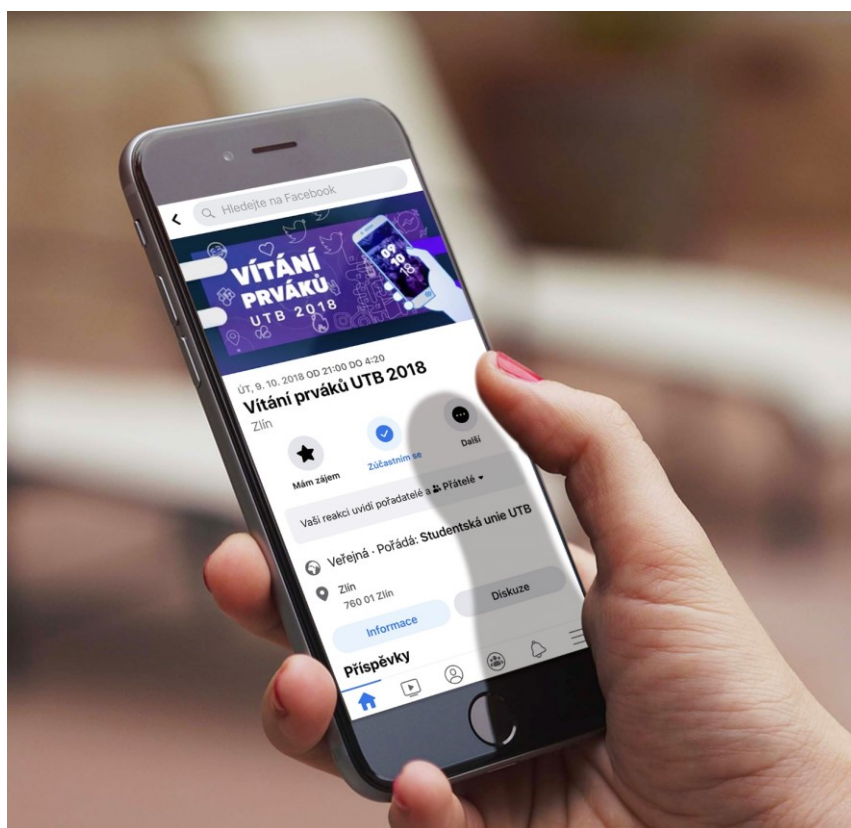 Hledejte na Facebook
VÍTÁNÍ
PRVÁKŮ
UTB 2018
09
10
18
ÚT, 9. 10. 2018 OD 21:00 DO 4:20
Vítání prváků UTB 2018
Zlín
Mám zájem
Zúčastním se
Další
Vaši reakci uvidí pořadatelé a Přátelé
Veřejná · Pořádá: Studentská unie UTB
Zlín
760 01 Zlín
Informace
Diskuze
Příspěvky